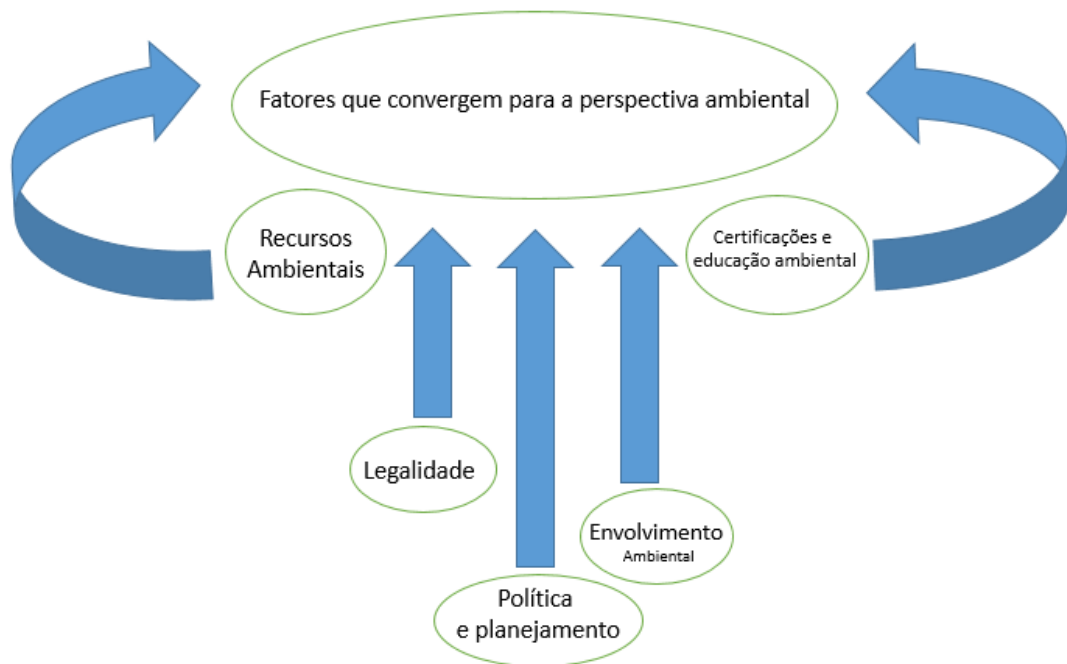 Fatores que convergem para a perspectiva ambiental
Recursos
Ambientais
Certificações e
educação ambiental
Legalidade
Envolvimento
Ambiental
Política
e planejamento